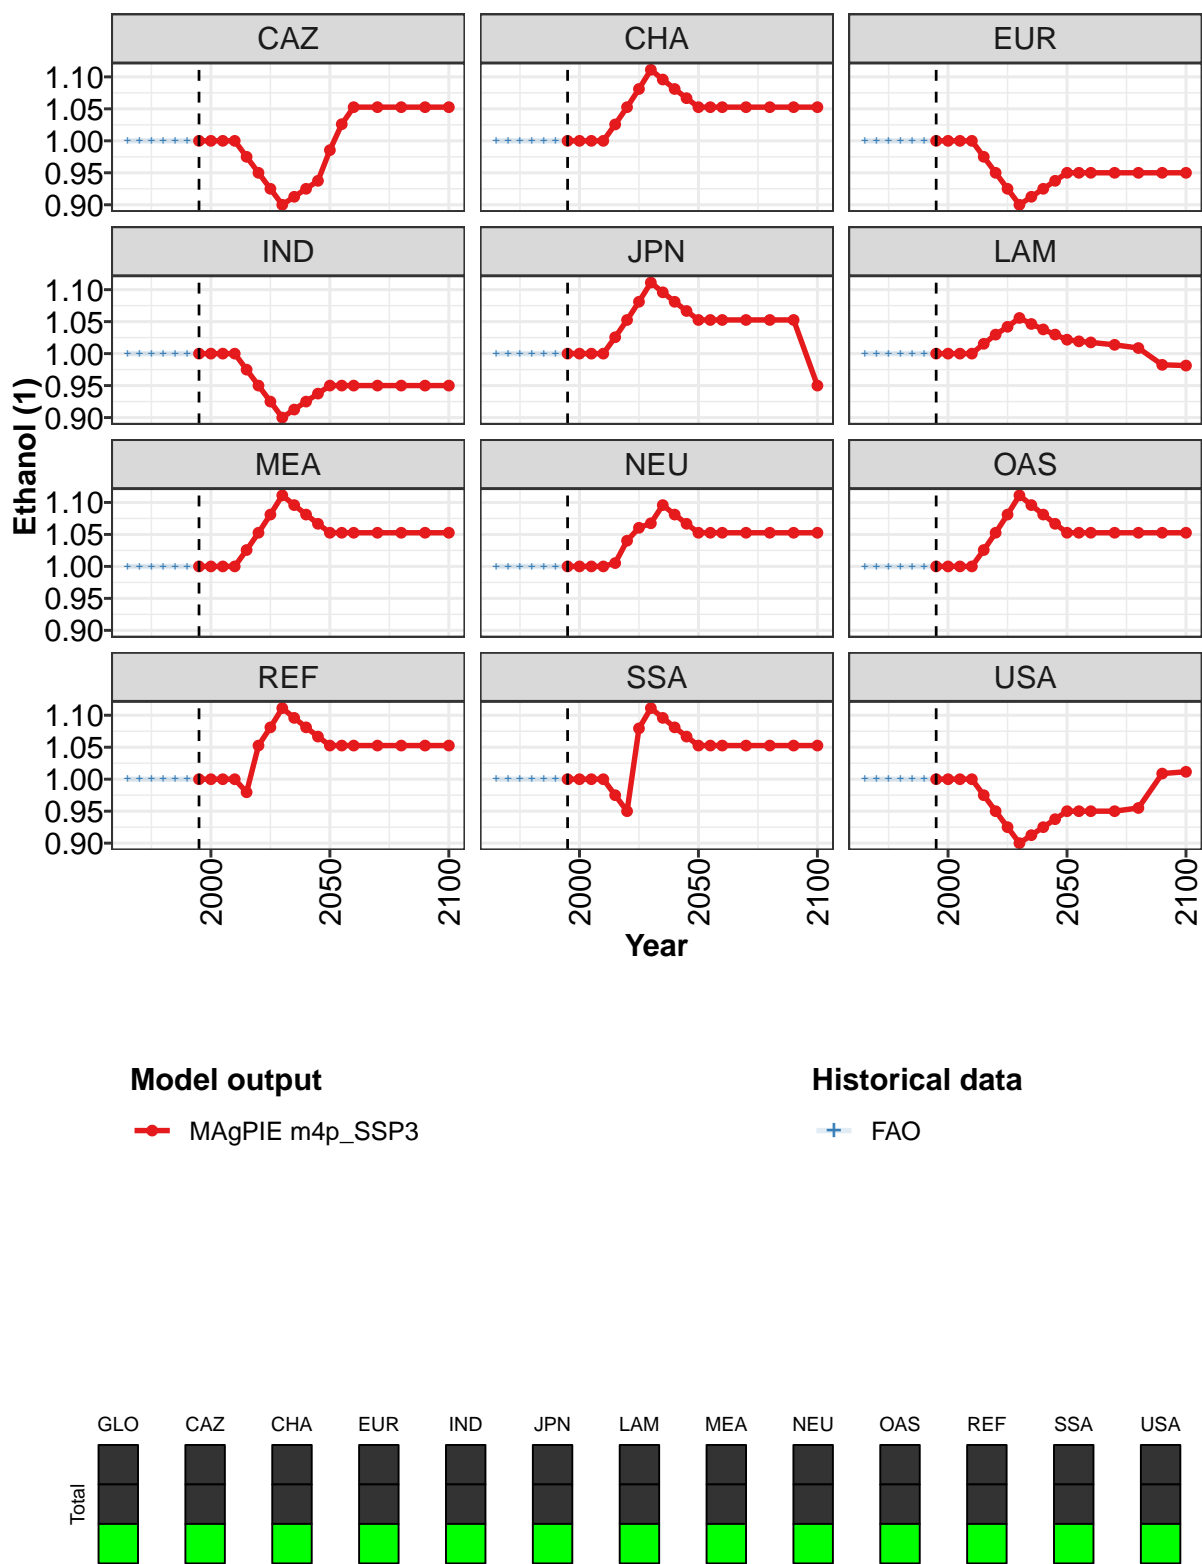 CAZ CHA EUR
1.10
1.05
1.00
0.95
0.90
IND JPN LAM
1.10
1.05
1.00
0.95
0.90
MEA NEU OAS
1.10
1.05
1.00
0.95
0.90
REF SSA USA
1.10
1.05
1.00
0.95
0.90
Ethanol (1)
2000 2050 2100 2000 2050 2100 2000 2050 2100
Year
Model output Historical data
MAgPIE m4p_SSP3 FAO
GLO CAZ CHA EUR IND JPN LAM MEA NEU OAS REF SSA USA
Total